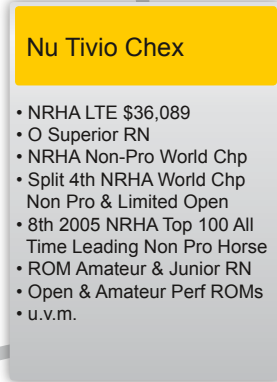 Nu Tivio Chex
• NRHA LTE $36,089
• O Superior RN
• NRHA Non-Pro World Chp
• Split 4th NRHA World Chp
Non Pro & Limited Open
• 8th 2005 NRHA Top 100 All
Time Leading Non Pro Horse
• ROM Amateur & Junior RN
• Open & Amateur Perf ROMs
• u.v.m.